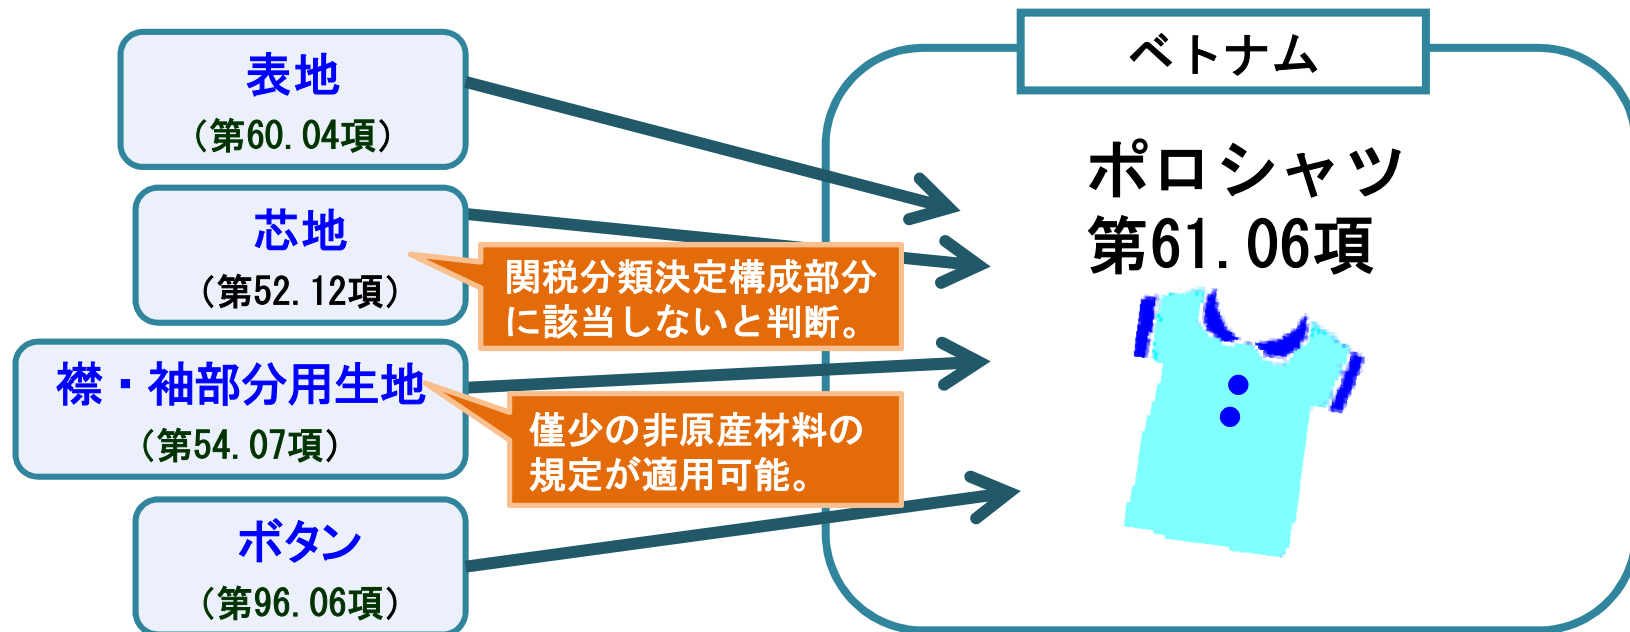 表地
（第60.04項）
芯地
（第52.12項）
関税分類決定構成部分
に該当しないと判断。
襟・袖部分用生地
（第54.07項）
僅少の非原産材料の
規定が適用可能。
ボタン
（第96.06項）
ベトナム
ポロシャツ
第61.06項